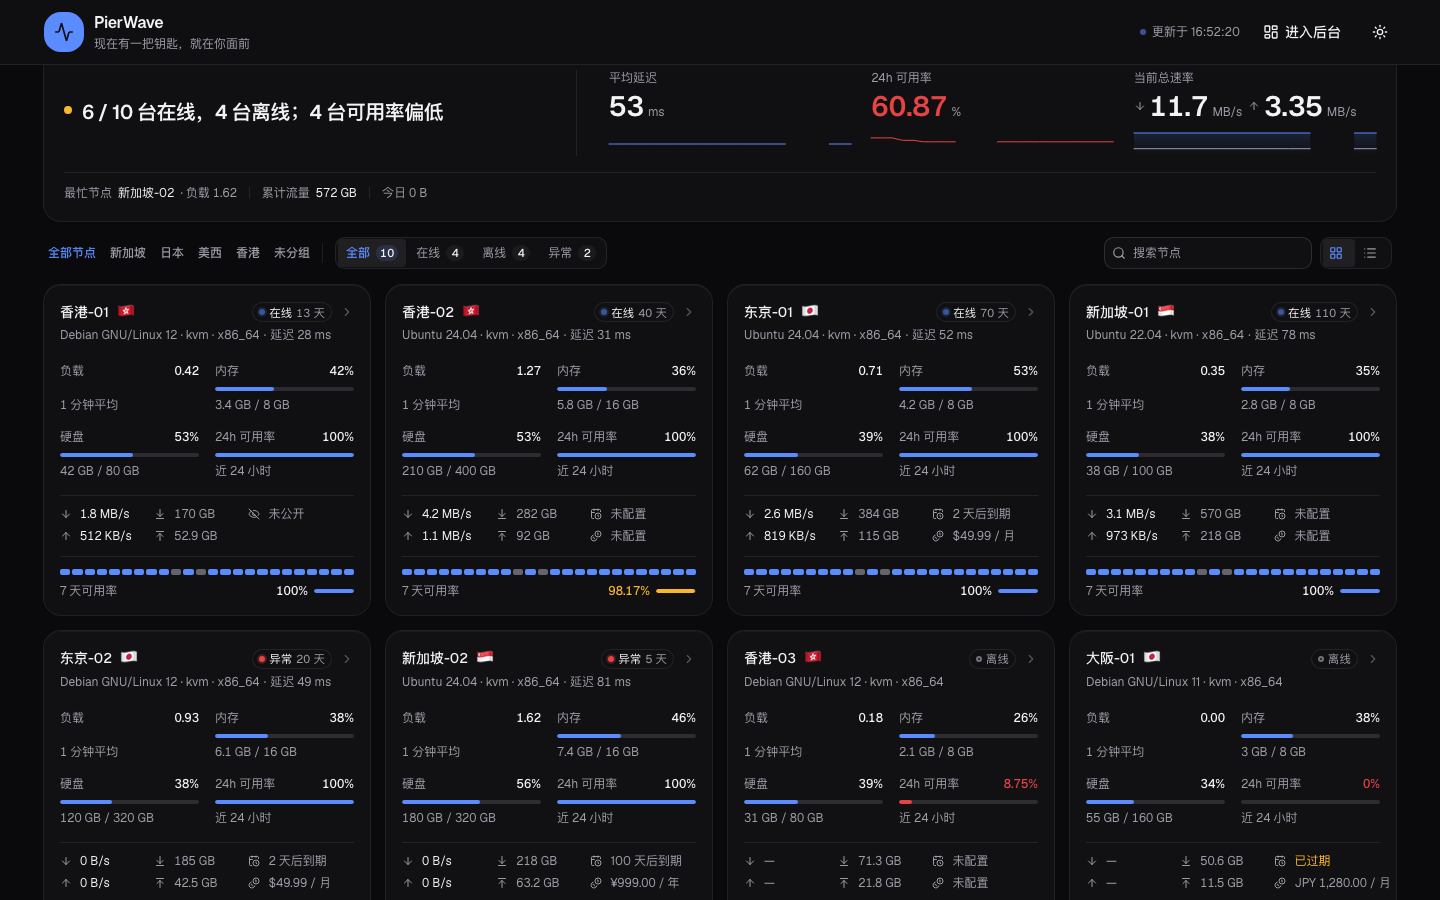 PierWave
现在有一把钥匙，就在你面前
更新于 16:52:20
进入后台
6 / 10 台在线，4 台离线；4 台可用率偏低
平均延迟
53 ms
24h 可用率
60.87 %
当前总速率
11.7 MB/s 3.35 MB/s
最忙节点 新加坡-02 · 负载 1.62 累计流量 572 GB 今日 0 B
全部节点 新加坡 日本 美西 香港 未分组 全部 10 在线 4 离线 4 异常 2
搜索节点
香港-01 在线 13 天
Debian GNU/Linux 12 · kvm · x86_64 · 延迟 28 ms
负载 0.42 内存 42%
1 分钟平均 3.4 GB / 8 GB
硬盘 53% 24h 可用率 100%
42 GB / 80 GB 近 24 小时
1.8 MB/s 170 GB 未公开
512 KB/s 52.9 GB
7 天可用率 100%
香港-02 在线 40 天
Ubuntu 24.04 · kvm · x86_64 · 延迟 31 ms
负载 1.27 内存 36%
1 分钟平均 5.8 GB / 16 GB
硬盘 53% 24h 可用率 100%
210 GB / 400 GB 近 24 小时
4.2 MB/s 282 GB 未配置
1.1 MB/s 92 GB 未配置
7 天可用率 98.17%
东京-01 在线 70 天
Ubuntu 24.04 · kvm · x86_64 · 延迟 52 ms
负载 0.71 内存 53%
1 分钟平均 4.2 GB / 8 GB
硬盘 39% 24h 可用率 100%
62 GB / 160 GB 近 24 小时
2.6 MB/s 384 GB 2 天后到期
819 KB/s 115 GB $49.99 / 月
7 天可用率 100%
新加坡-01 在线 110 天
Ubuntu 22.04 · kvm · x86_64 · 延迟 78 ms
负载 0.35 内存 35%
1 分钟平均 2.8 GB / 8 GB
硬盘 38% 24h 可用率 100%
38 GB / 100 GB 近 24 小时
3.1 MB/s 570 GB 未配置
973 KB/s 218 GB 未配置
7 天可用率 100%
东京-02 异常 20 天
Debian GNU/Linux 12 · kvm · x86_64 · 延迟 49 ms
负载 0.93 内存 38%
1 分钟平均 6.1 GB / 16 GB
硬盘 38% 24h 可用率 100%
120 GB / 320 GB 近 24 小时
0 B/s 185 GB 2 天后到期
0 B/s 42.5 GB $49.99 / 月
新加坡-02 异常 5 天
Ubuntu 24.04 · kvm · x86_64 · 延迟 81 ms
负载 1.62 内存 46%
1 分钟平均 7.4 GB / 16 GB
硬盘 56% 24h 可用率 100%
180 GB / 320 GB 近 24 小时
0 B/s 218 GB 100 天后到期
0 B/s 63.2 GB ¥999.00 / 年
香港-03 离线
Debian GNU/Linux 12 · kvm · x86_64
负载 0.18 内存 26%
1 分钟平均 2.1 GB / 8 GB
硬盘 39% 24h 可用率 8.75%
31 GB / 80 GB 近 24 小时
— 71.3 GB 未配置
— 21.8 GB 未配置
大阪-01 离线
Debian GNU/Linux 11 · kvm · x86_64
负载 0.00 内存 38%
1 分钟平均 3 GB / 8 GB
硬盘 34% 24h 可用率 0%
55 GB / 160 GB 近 24 小时
— 50.6 GB 已过期
— 11.5 GB JPY 1,280.00 / 月